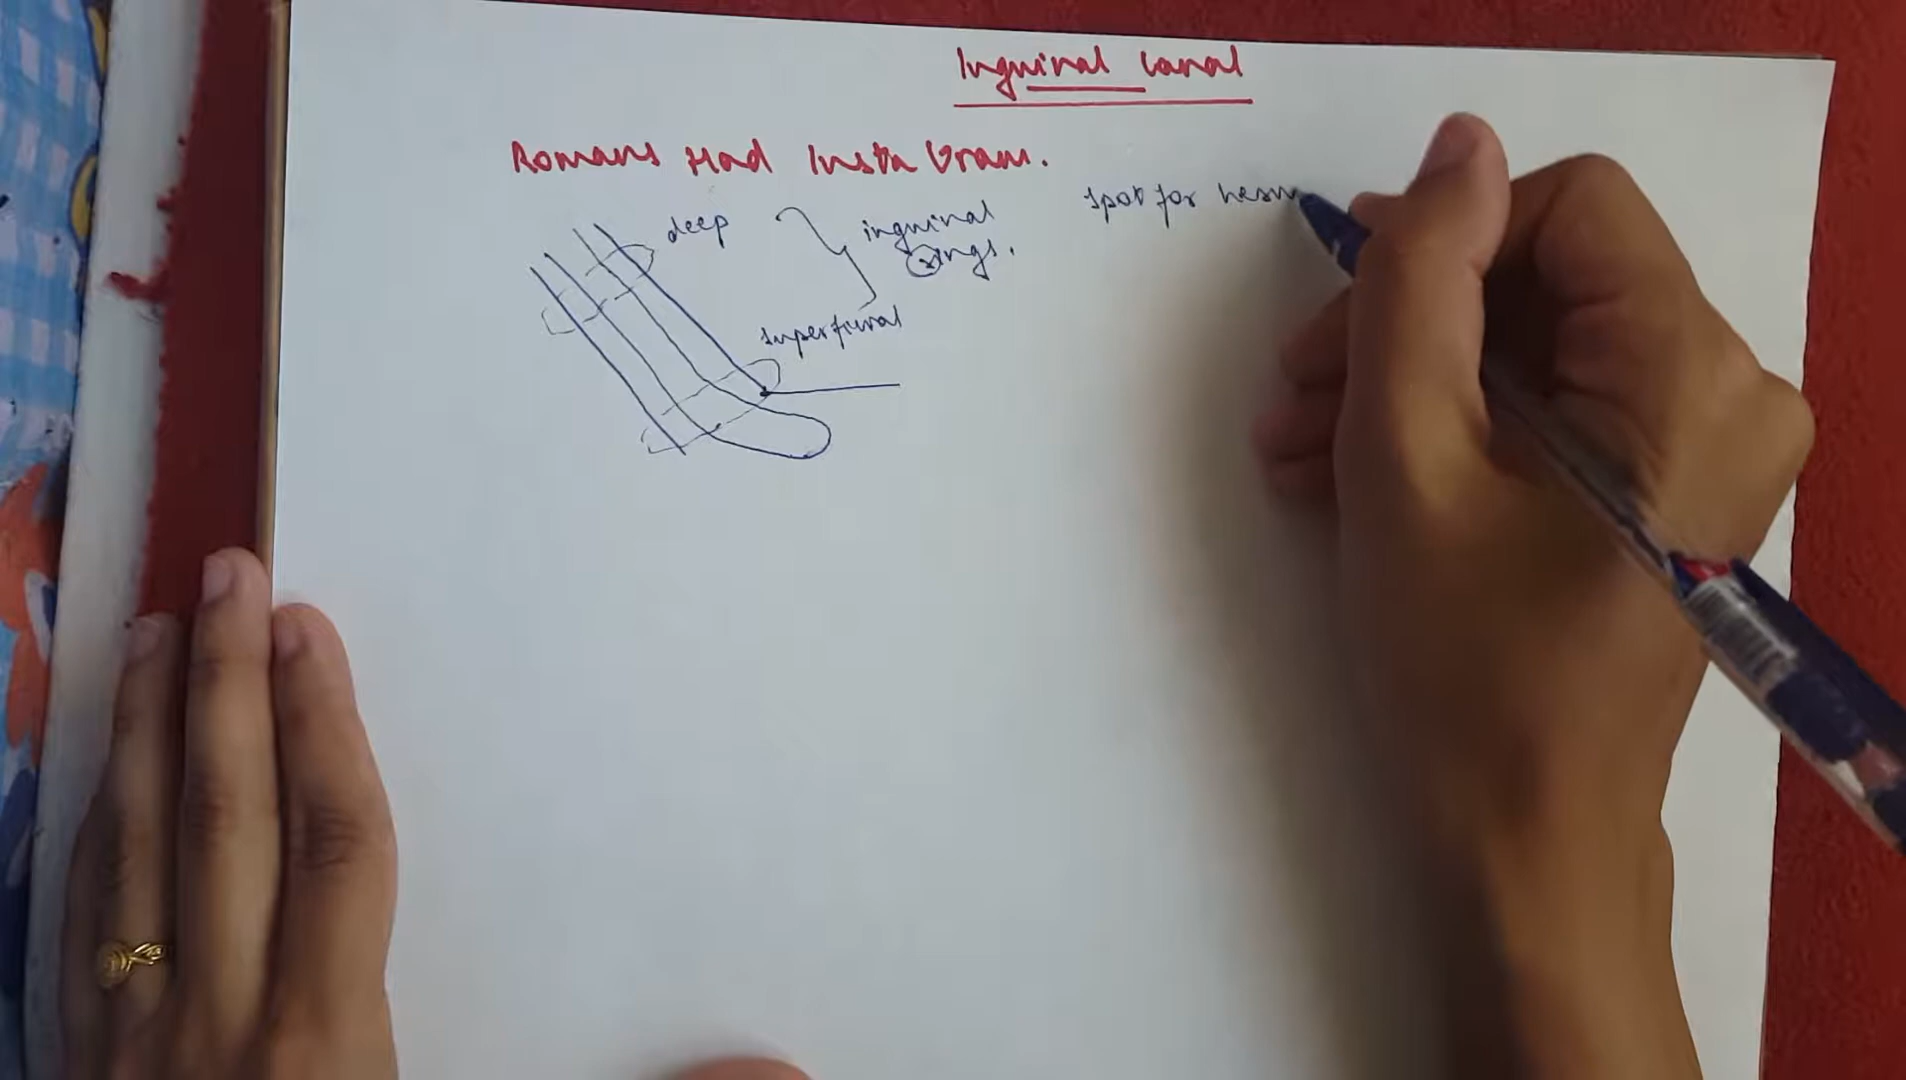 Inguinal Canal
Romans Had Insta Gram.
spot for hern
deep
inguinal
rings.
superficial